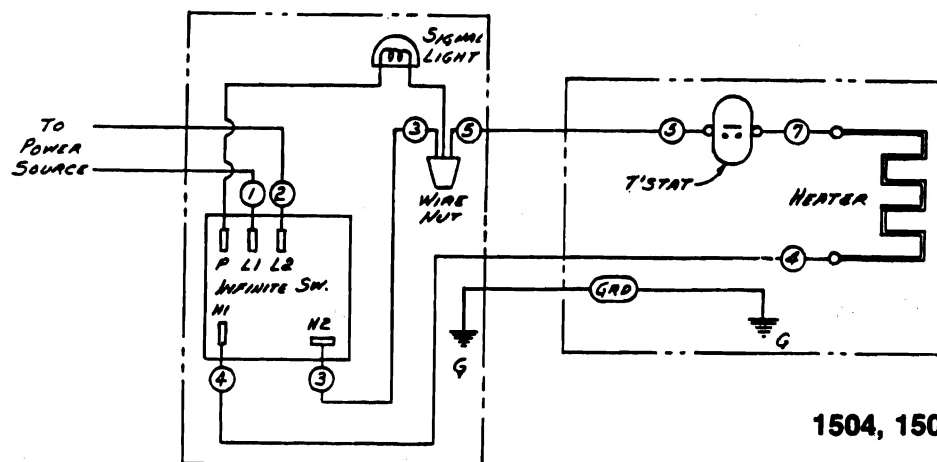 SIGNAL
LIGHT
TO
POWER
SOURCE
3
5
5
7
T'STAT
WIRE
NUT
HEATER
1
2
P L1 L2
INFINITE SW.
H1
H2
4
GRD
G
G
4
3
1504, 150